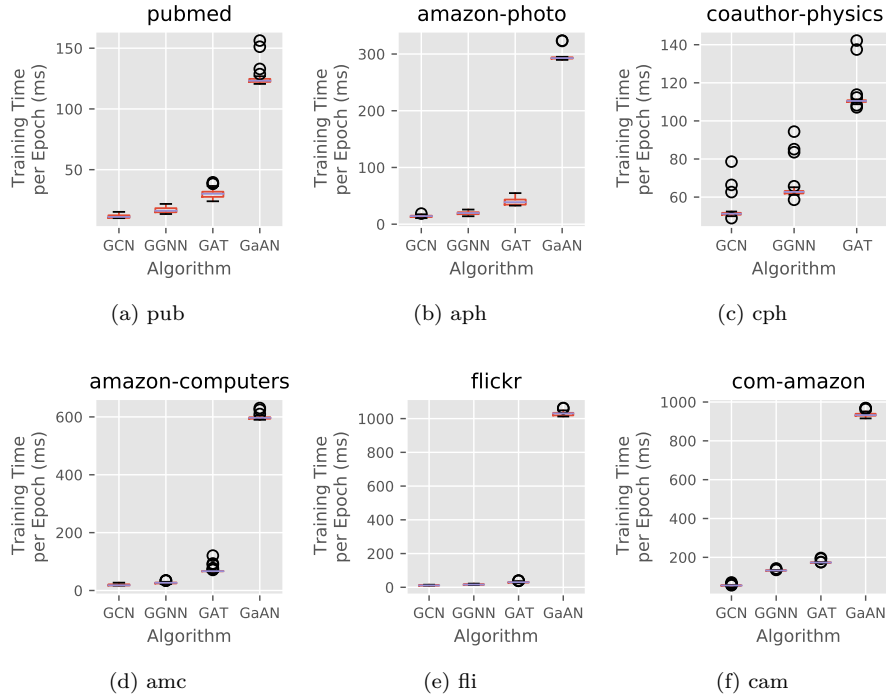 pubmed
Training Time
per Epoch (ms)
150
100
50
GCN GGNN GAT GaAN
Algorithm
(a) pub
amazon-photo
Training Time
per Epoch (ms)
300
200
100
0
GCN GGNN GAT GaAN
Algorithm
(b) aph
coauthor-physics
Training Time
per Epoch (ms)
140
120
100
80
60
GCN GGNN GAT
Algorithm
(c) cph
amazon-computers
Training Time
per Epoch (ms)
600
400
200
0
GCN GGNN GAT GaAN
Algorithm
(d) amc
flickr
Training Time
per Epoch (ms)
1000
800
600
400
200
0
GCN GGNN GAT GaAN
Algorithm
(e) fli
com-amazon
Training Time
per Epoch (ms)
1000
800
600
400
200
GCN GGNN GAT GaAN
Algorithm
(f) cam